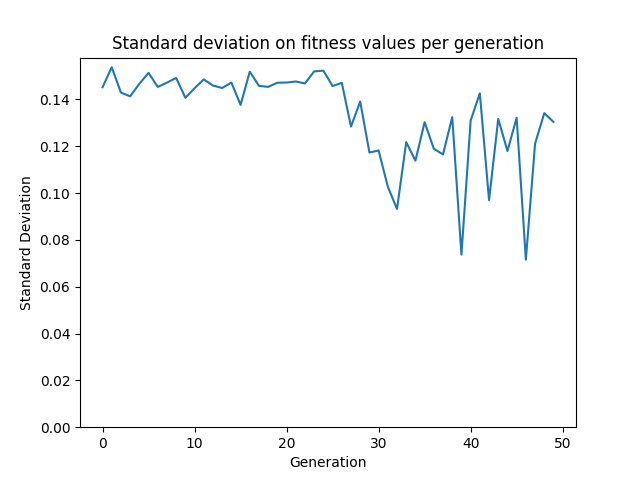 Standard deviation on fitness values per generation
0.14
0.12
0.10
0.08
0.06
0.04
0.02
0.00
Standard Deviation
0 10 20 30 40 50
Generation